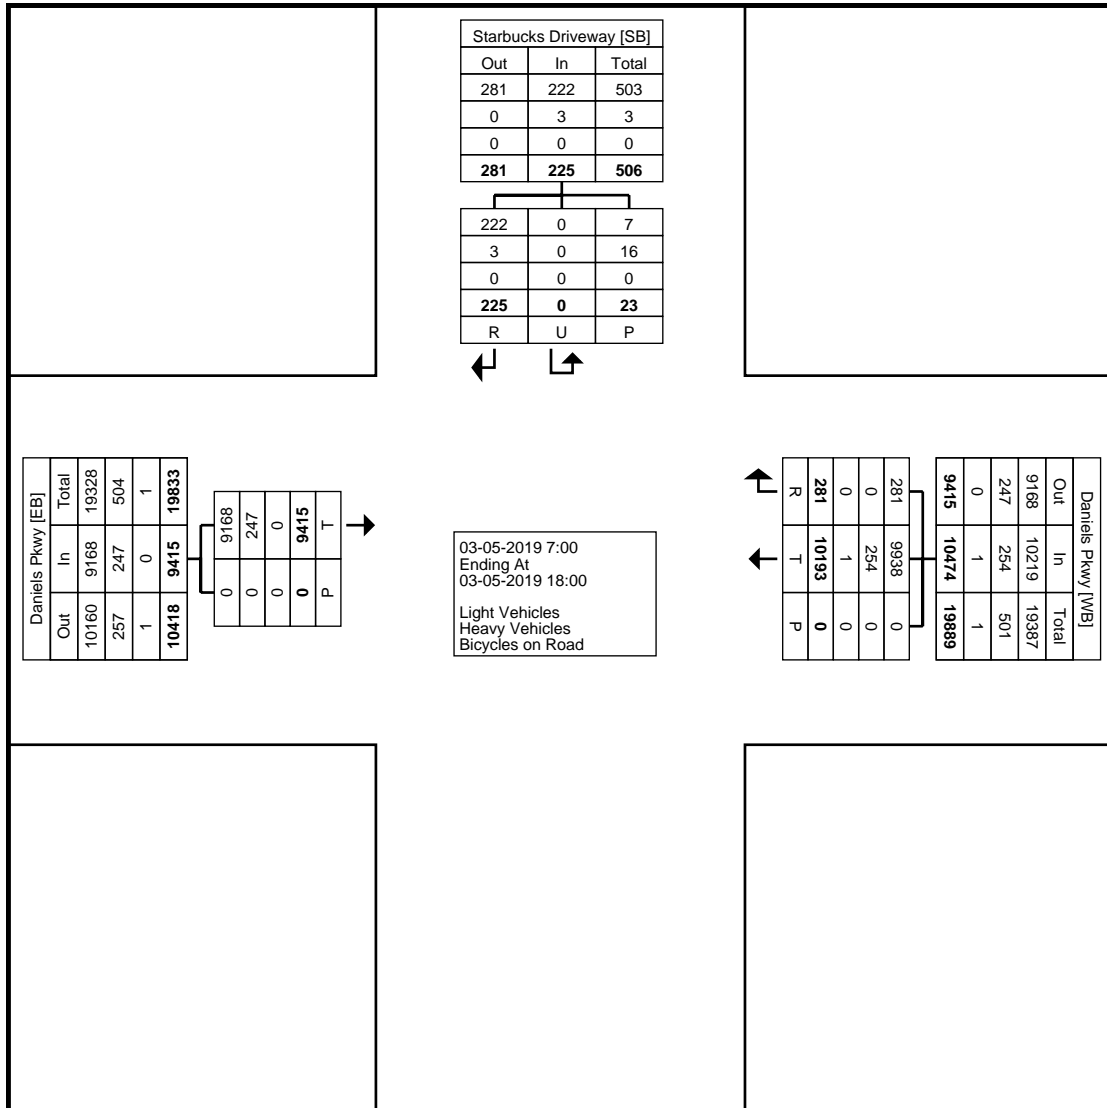 Starbucks Driveway [SB]
Out In Total
281 222 503
0 3 3
0 0 0
281 225 506
222 0 7
3 0 16
0 0 0
225 0 23
R U P
Daniels Pkwy [EB]
Total In Out
19328 9168 10160
504 247 257
1 0 1
19833 9415 10418
9168 0
247 0
0 0
9415 0
T P
03-05-2019 7:00
Ending At
03-05-2019 18:00
Light Vehicles
Heavy Vehicles
Bicycles on Road
Daniels Pkwy [WB]
Out In Total
9168 10219 19387
247 254 501
0 1 1
9415 10474 19889
281 9938 0
0 254 0
0 1 0
281 10193 0
R T P